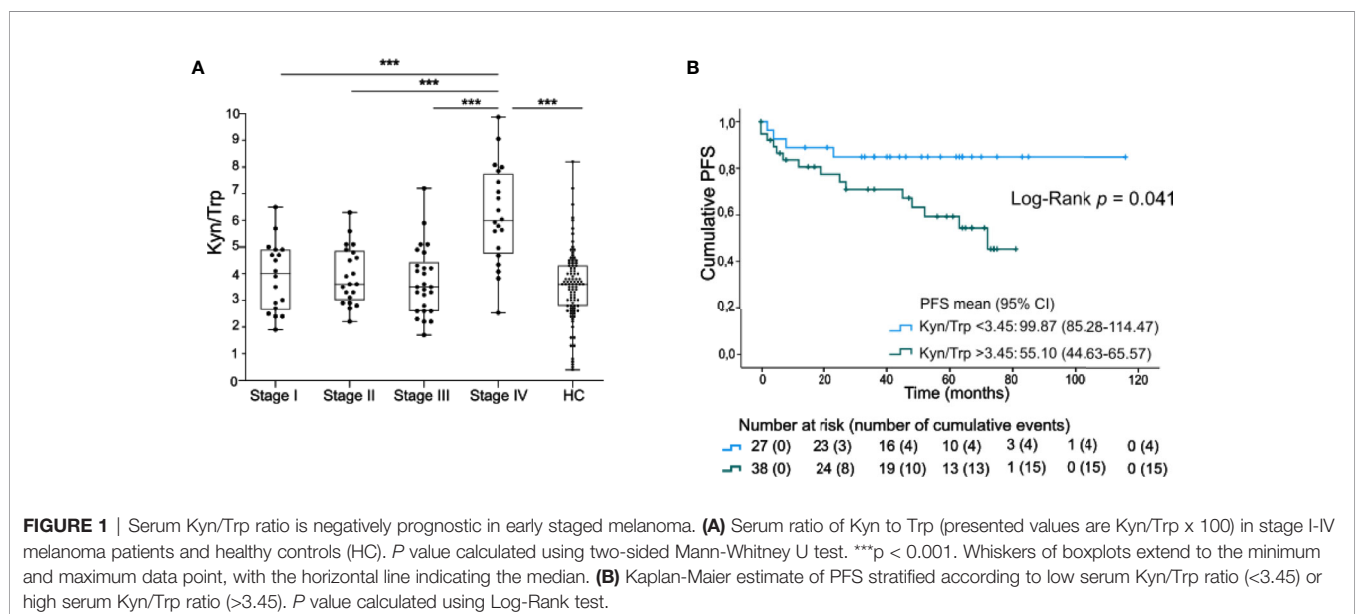 A
***
***
*** ***
Kyn/Trp
10
9
8
7
6
5
4
3
2
1
0
Stage I Stage II Stage III Stage IV HC
B
Cumulative PFS
1,0
0,8
0,6
0,4
0,2
0,0
Log-Rank p = 0.041
PFS mean (95% CI)
Kyn/Trp <3.45: 99.87 (85.28-114.47)
Kyn/Trp >3.45: 55.10 (44.63-65.57)
0 20 40 60 80 100 120
Time (months)
Number at risk (number of cumulative events)
27 (0) 23 (3) 16 (4) 10 (4) 3 (4) 1 (4) 0 (4)
38 (0) 24 (8) 19 (10) 13 (13) 1 (15) 0 (15) 0 (15)
FIGURE 1 | Serum Kyn/Trp ratio is negatively prognostic in early staged melanoma. (A) Serum ratio of Kyn to Trp (presented values are Kyn/Trp x 100) in stage I-IV
melanoma patients and healthy controls (HC). P value calculated using two-sided Mann-Whitney U test. ***p < 0.001. Whiskers of boxplots extend to the minimum
and maximum data point, with the horizontal line indicating the median. (B) Kaplan-Maier estimate of PFS stratified according to low serum Kyn/Trp ratio (<3.45) or
high serum Kyn/Trp ratio (>3.45). P value calculated using Log-Rank test.